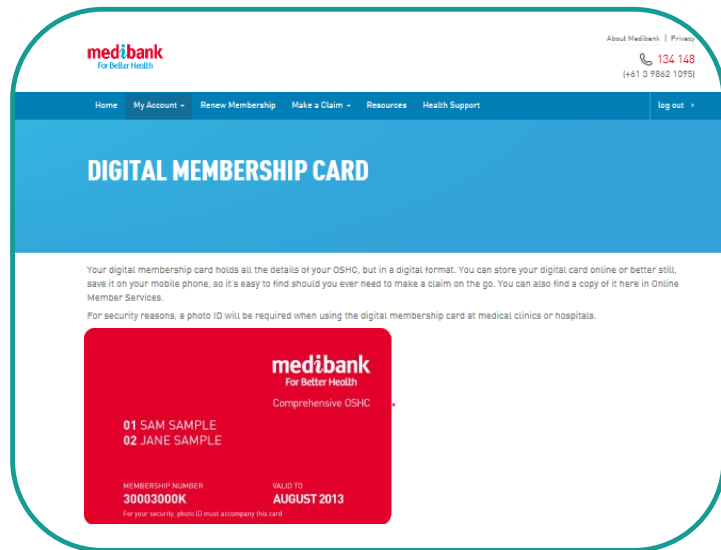 About Medibank | Privacy
medibank
For Better Health
134 148
(+61 3 9862 1095)
Home My Account Renew Membership Make a Claim Resources Health Support log out >
DIGITAL MEMBERSHIP CARD
Your digital membership card holds all the details of your OSHC, but in a digital format. You can store your digital card online or better still,
save it on your mobile phone, so it's easy to find should you ever need to make a claim on the go. You can also find a copy of it here in Online
Member Services.
For security reasons, a photo ID will be required when using the digital membership card at medical clinics or hospitals.
medibank
For Better Health
Comprehensive OSHC
01 SAM SAMPLE
02 JANE SAMPLE
MEMBERSHIP NUMBER VALID TO
30003000K AUGUST 2013
For your security, photo ID must accompany this card